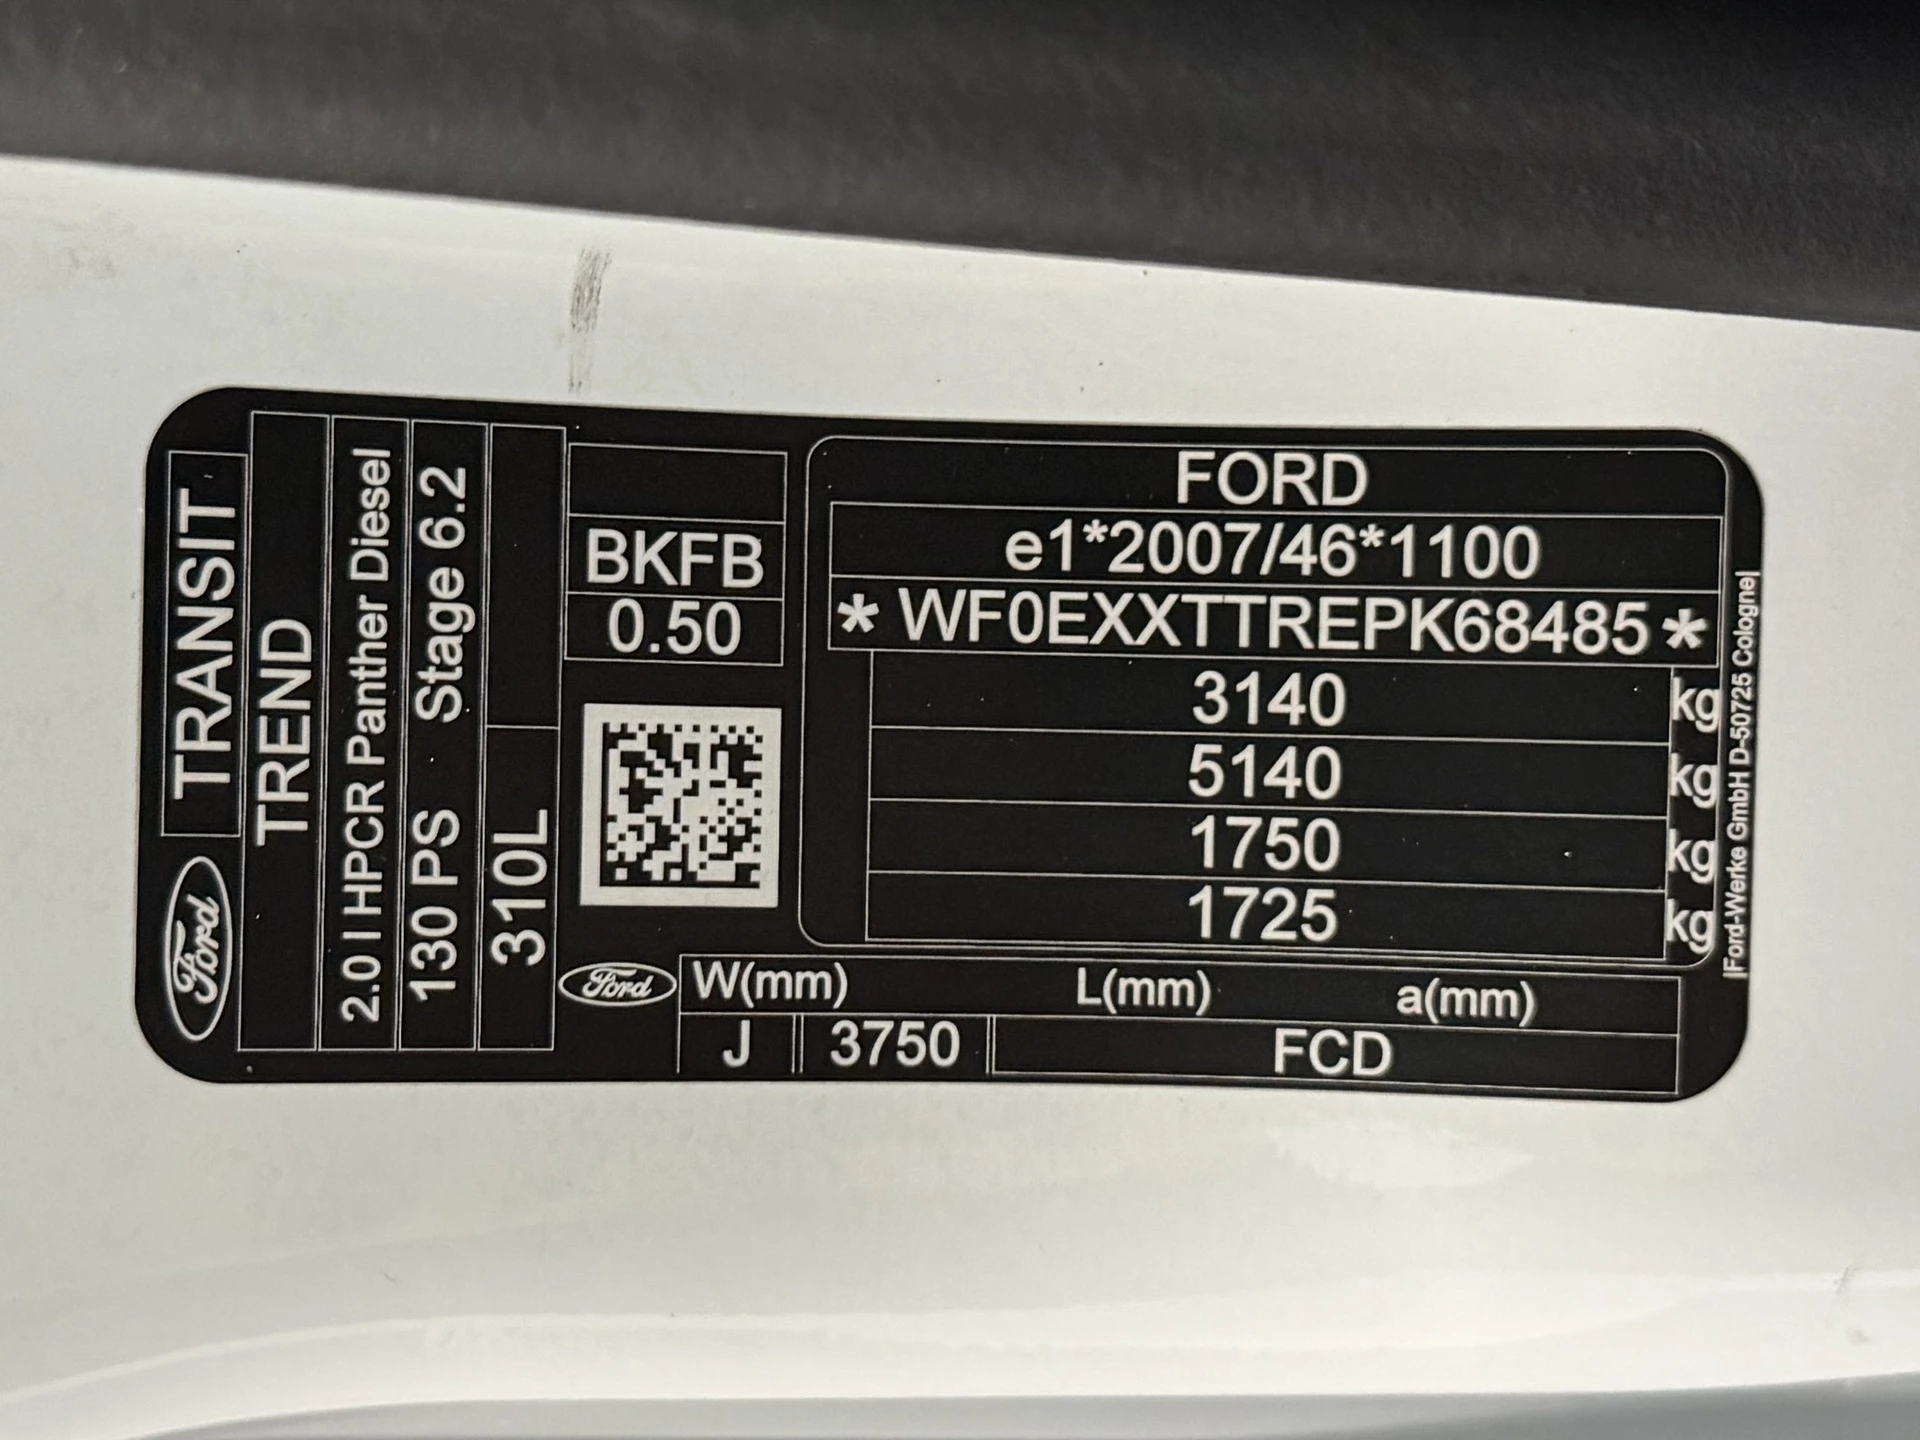 Ford
TRANSIT
TREND
2.0 l HPCR Panther Diesel
130 PS Stage 6.2
310L
BKFB
0.50
FORD
e1*2007/46*1100
* WF0EXXTTREPK68485 *
3140 kg
5140 kg
1750 kg
1725 kg
|Ford-Werke GmbH D-50725 Cologne|
Ford
W(mm) L(mm) a(mm)
J 3750 FCD